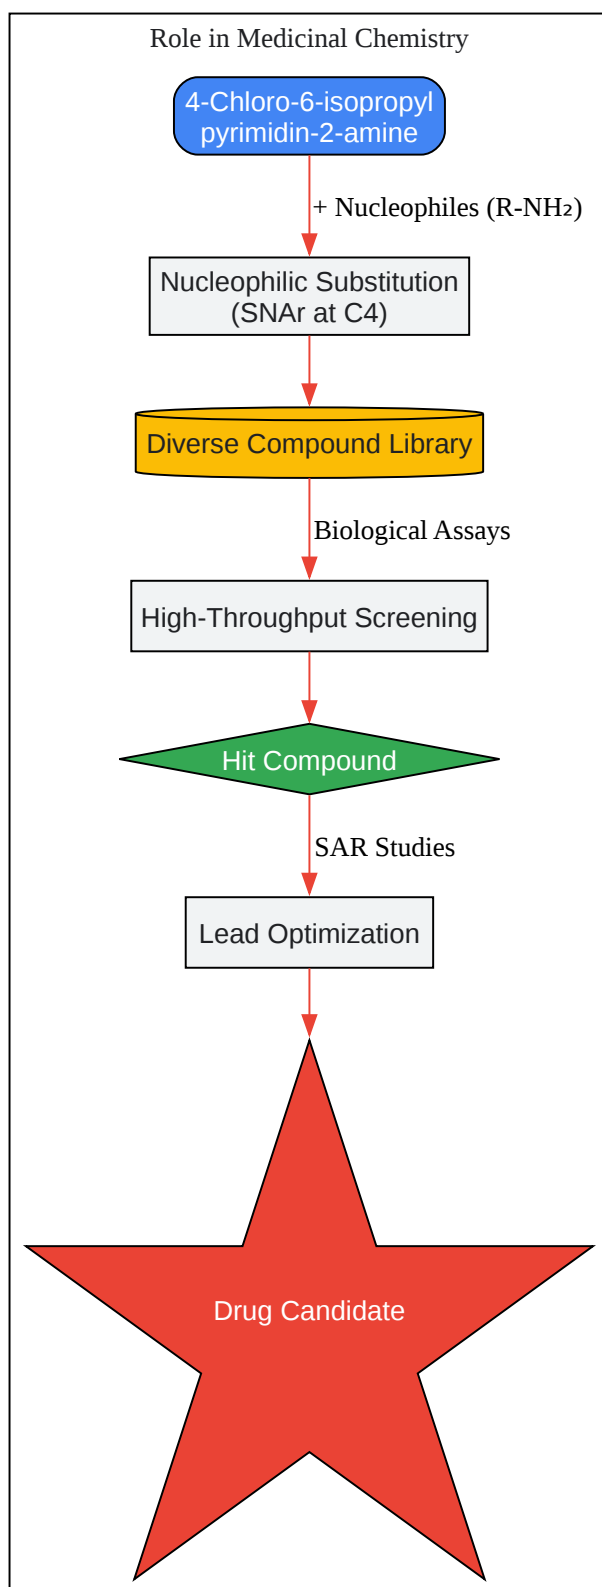 Role in Medicinal Chemistry
4-Chloro-6-isopropyl
pyrimidin-2-amine
+ Nucleophiles (R-NH₂)
Nucleophilic Substitution
(SNAr at C4)
Diverse Compound Library
Biological Assays
High-Throughput Screening
Hit Compound
SAR Studies
Lead Optimization
Drug Candidate